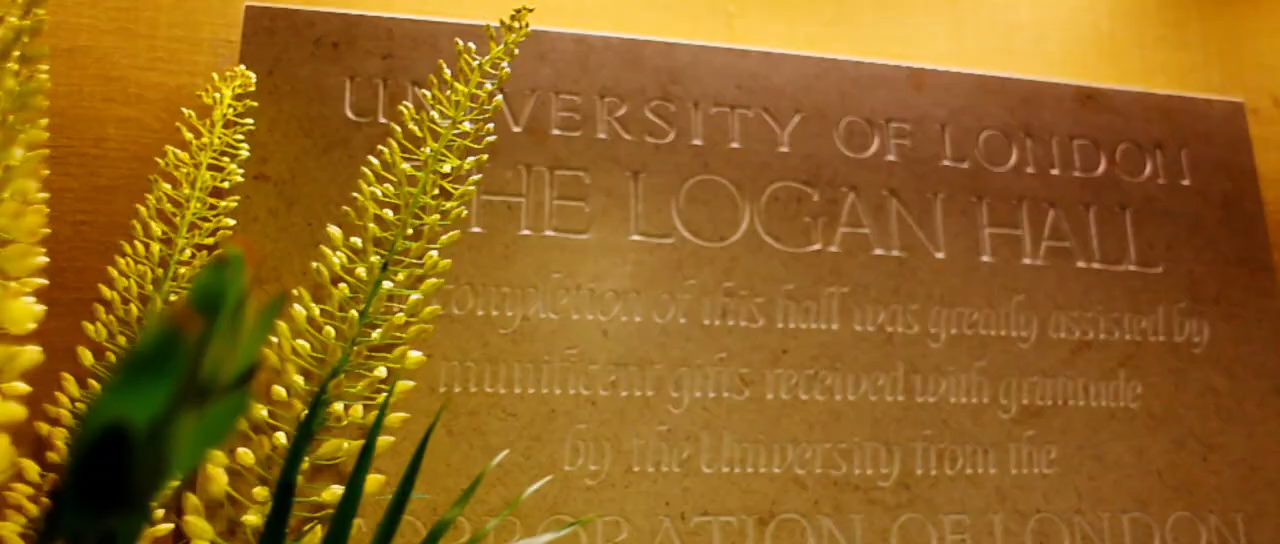 UNIVERSITY OF LONDON
THE LOGAN HALL
completion of this hall was greatly assisted by
munificent gifts received with gratitude
by the University from the
CORPORATION OF LONDON